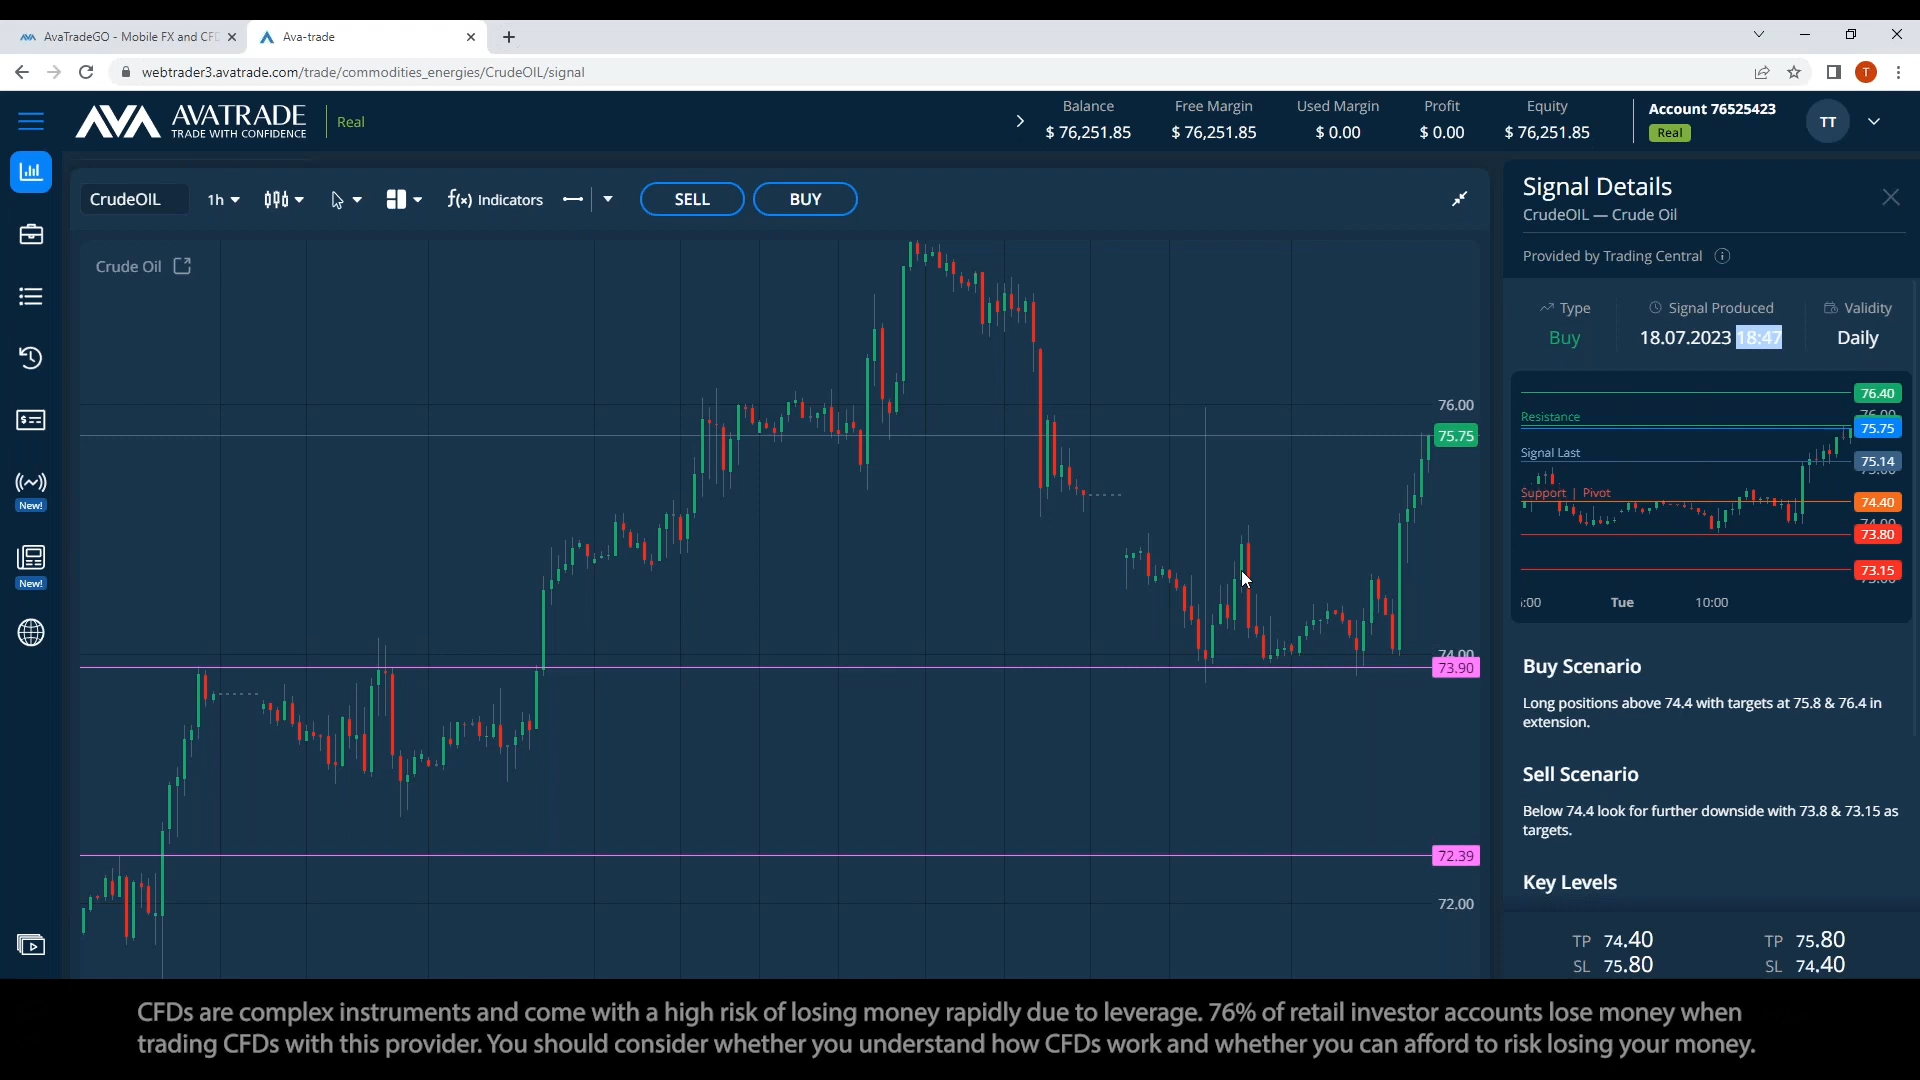 AvaTradeGO - Mobile FX and CFD
Ava-trade
webtrader3.avatrade.com/trade/commodities_energies/CrudeOIL/signal
T
AVA AVATRADE
TRADE WITH CONFIDENCE
Real
Balance
$ 76,251.85
Free Margin
$ 76,251.85
Used Margin
$ 0.00
Profit
$ 0.00
Equity
$ 76,251.85
Account 76525423
Real
TT
CrudeOIL
1h
f(x) Indicators
SELL
BUY
Crude Oil
76.00
75.75
74.00
73.90
72.39
72.00
New!
New!
Signal Details
CrudeOIL — Crude Oil
Provided by Trading Central
Type
Buy
Signal Produced
18.07.2023 18:47
Validity
Daily
76.40
76.00
Resistance
75.75
Signal Last
75.14
Support | Pivot
74.40
74.00
73.80
73.15
Tue
10:00
Buy Scenario
Long positions above 74.4 with targets at 75.8 & 76.4 in
extension.
Sell Scenario
Below 74.4 look for further downside with 73.8 & 73.15 as
targets.
Key Levels
TP 74.40
SL 75.80
TP 75.80
SL 74.40
CFDs are complex instruments and come with a high risk of losing money rapidly due to leverage. 76% of retail investor accounts lose money when
trading CFDs with this provider. You should consider whether you understand how CFDs work and whether you can afford to risk losing your money.